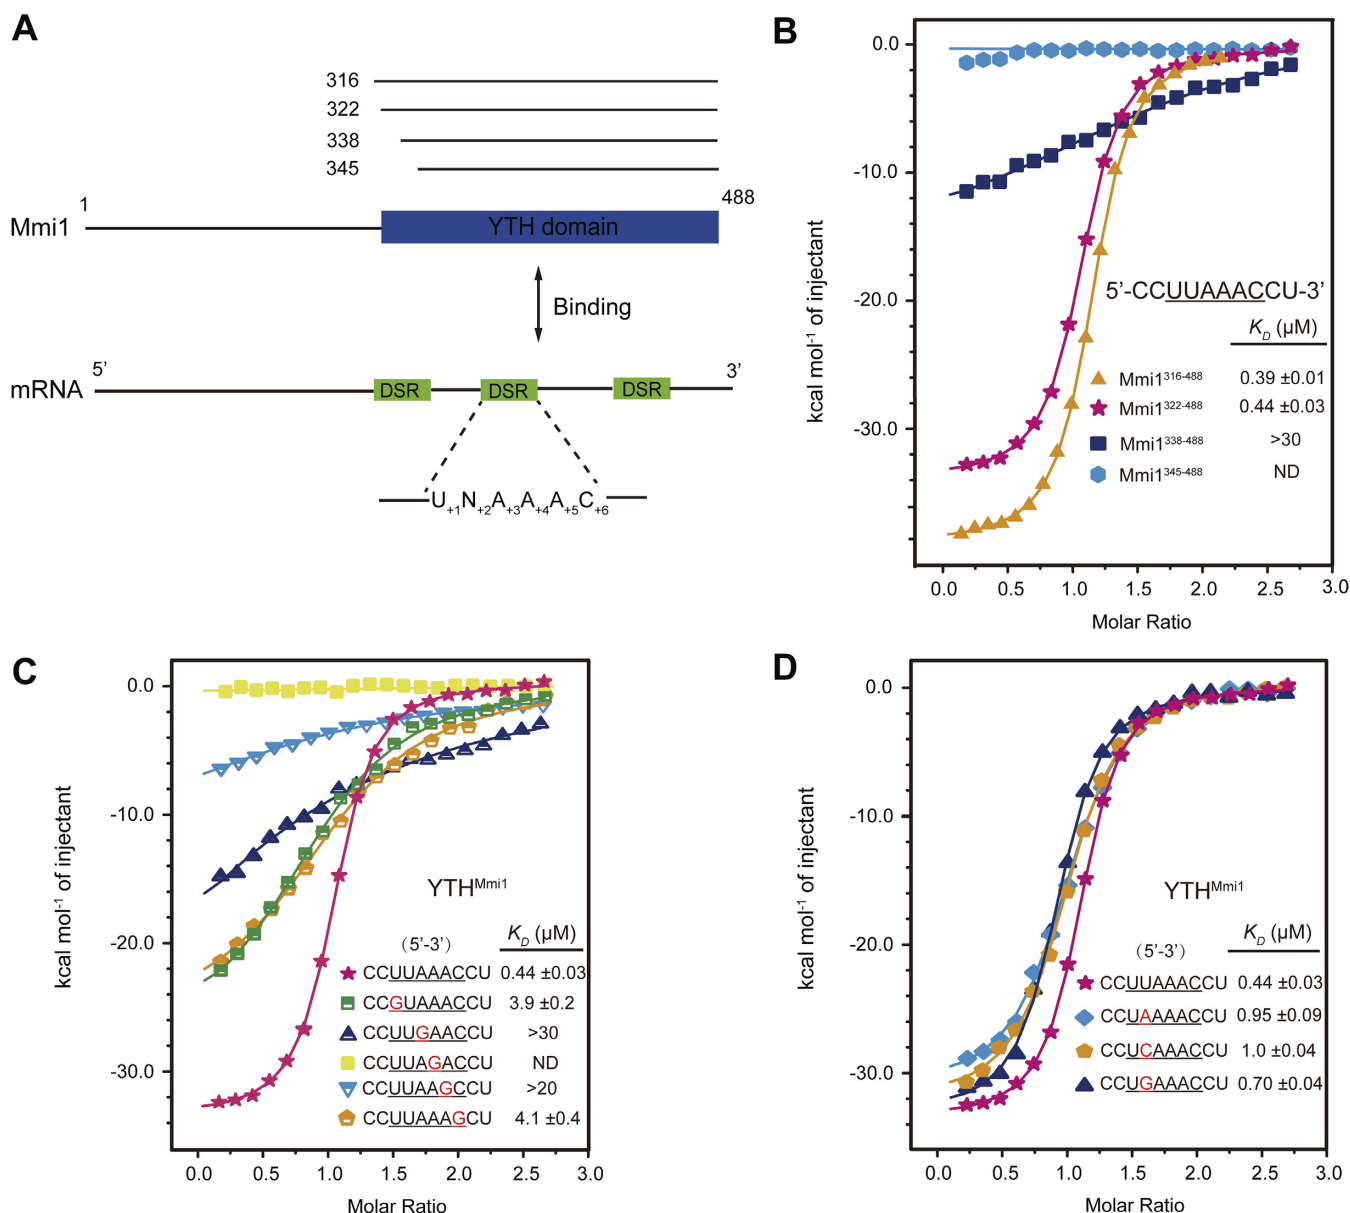 A
316
322
338
345
1
488
Mmi1
YTH domain
Binding
5’
3’
mRNA
DSR DSR DSR
U+1N+2A+3A+4A+5C+6
B
0.0
-10.0
-20.0
-30.0
kcal mol-1 of injectant
5’-CCUUAAACCU-3’
KD (µM)
Mmi1316-488 0.39 ±0.01
Mmi1322-488 0.44 ±0.03
Mmi1338-488 >30
Mmi1345-488 ND
0.0 0.5 1.0 1.5 2.0 2.5 3.0
Molar Ratio
C
0.0
-10.0
-20.0
-30.0
kcal mol-1 of injectant
YTHMmi1
(5’-3’) KD (µM)
CCUUAAACCU 0.44 ±0.03
CCGUAAACCU 3.9 ±0.2
CCUUGAACCU >30
CCUUAGACCU ND
CCUUAAGCCU >20
CCUUAAAGCU 4.1 ±0.4
0.0 0.5 1.0 1.5 2.0 2.5 3.0
Molar Ratio
D
0.0
-10.0
-20.0
-30.0
kcal mol-1 of injectant
YTHMmi1
(5’-3’) KD (µM)
CCUUAAACCU 0.44 ±0.03
CCUAAAACCU 0.95 ±0.09
CCUCAAACCU 1.0 ±0.04
CCUGAAACCU 0.70 ±0.04
0.0 0.5 1.0 1.5 2.0 2.5 3.0
Molar Ratio